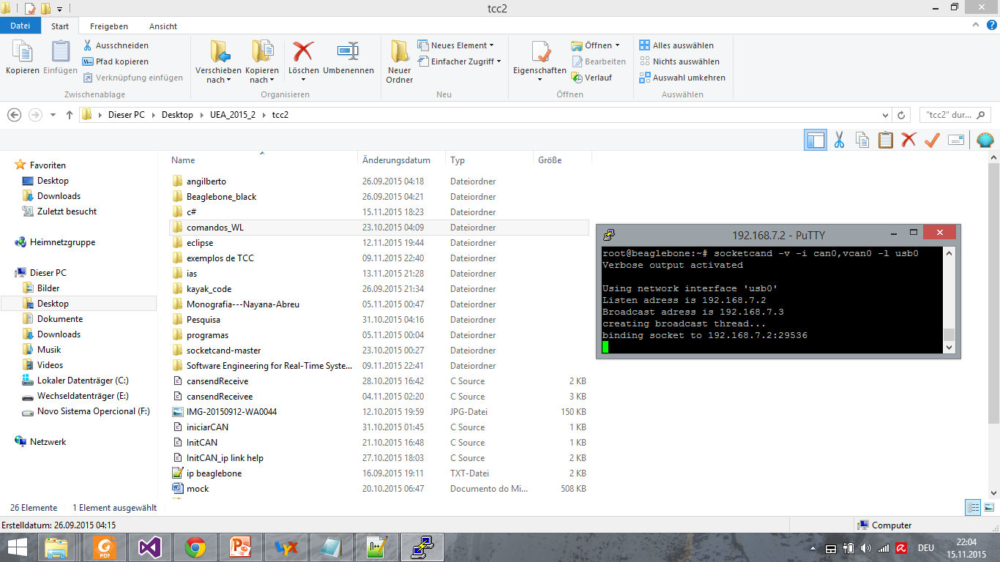 tcc2
Datei Start Freigeben Ansicht
Kopieren Einfügen Ausschneiden
Pfad kopieren
Verknüpfung einfügen
Zwischenablage
Verschieben nach Kopieren nach Löschen Umbenennen
Organisieren
Neuer Ordner Neues Element
Einfacher Zugriff
Neu
Eigenschaften Öffnen
Bearbeiten
Verlauf
Öffnen
Alles auswählen
Nichts auswählen
Auswahl umkehren
Auswählen
Dieser PC Desktop UEA_2015_2 tcc2 "tcc2" dur...
Favoriten
Desktop
Downloads
Zuletzt besucht
Heimnetzgruppe
Dieser PC
Bilder
Desktop
Dokumente
Downloads
Musik
Videos
Lokaler Datenträger (C:)
Wechseldatenträger (E:)
Novo Sistema Opercional (F:)
Netzwerk
Name Änderungsdatum Typ Größe
angilberto 26.09.2015 04:18 Dateiordner
Beaglebone_black 26.09.2015 04:21 Dateiordner
c# 15.11.2015 18:23 Dateiordner
comandos_WL 23.10.2015 04:09 Dateiordner
eclipse 12.11.2015 19:44 Dateiordner
exemplos de TCC 09.11.2015 22:40 Dateiordner
ias 13.11.2015 21:28 Dateiordner
kayak_code 26.09.2015 21:34 Dateiordner
Monografia---Nayana-Abreu 05.11.2015 00:47 Dateiordner
Pesquisa 31.10.2015 04:16 Dateiordner
programas 05.11.2015 00:04 Dateiordner
socketcand-master 23.10.2015 00:27 Dateiordner
Software Engineering for Real-Time Syste... 09.11.2015 22:41 Dateiordner
cansendReceive 28.10.2015 16:42 C Source 2 KB
cansendReceivee 04.11.2015 02:20 C Source 3 KB
IMG-20150912-WA0044 12.10.2015 19:59 JPG-Datei 150 KB
iniciarCAN 31.10.2015 01:45 C Source 1 KB
InitCAN 21.10.2015 16:48 C Source 1 KB
InitCAN_ip link help 27.10.2015 18:03 C Source 2 KB
ip beaglebone 16.09.2015 19:11 TXT-Datei 2 KB
mock 20.10.2015 06:47 Documento do Mi... 508 KB
192.168.7.2 - PuTTY
root@beaglebone:~# socketcand -v -i can0,vcan0 -l usb0
Verbose output activated
Using network interface 'usb0'
Listen adress is 192.168.7.2
Broadcast adress is 192.168.7.3
creating broadcast thread...
binding socket to 192.168.7.2:29536
26 Elemente 1 Element ausgewählt
Erstelldatum: 26.09.2015 04:15 Computer
PDF
DEU 22:04
15.11.2015